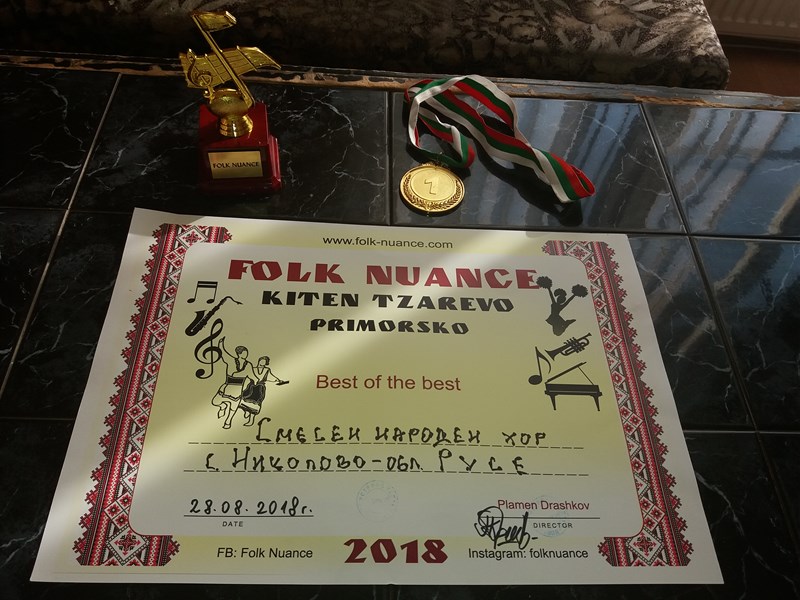 FOLK NUANCE
1
www.folk-nuance.com
FOLK NUANCE
KITEN TZAREVO
PRIMORSKO
Best of the best
Смесен народен хор
с. Николово-обл. Русе
28.08.2018г.
DATE
Plamen Drashkov
DIRECTOR
FB: Folk Nuance
2018
Instagram: folknuance